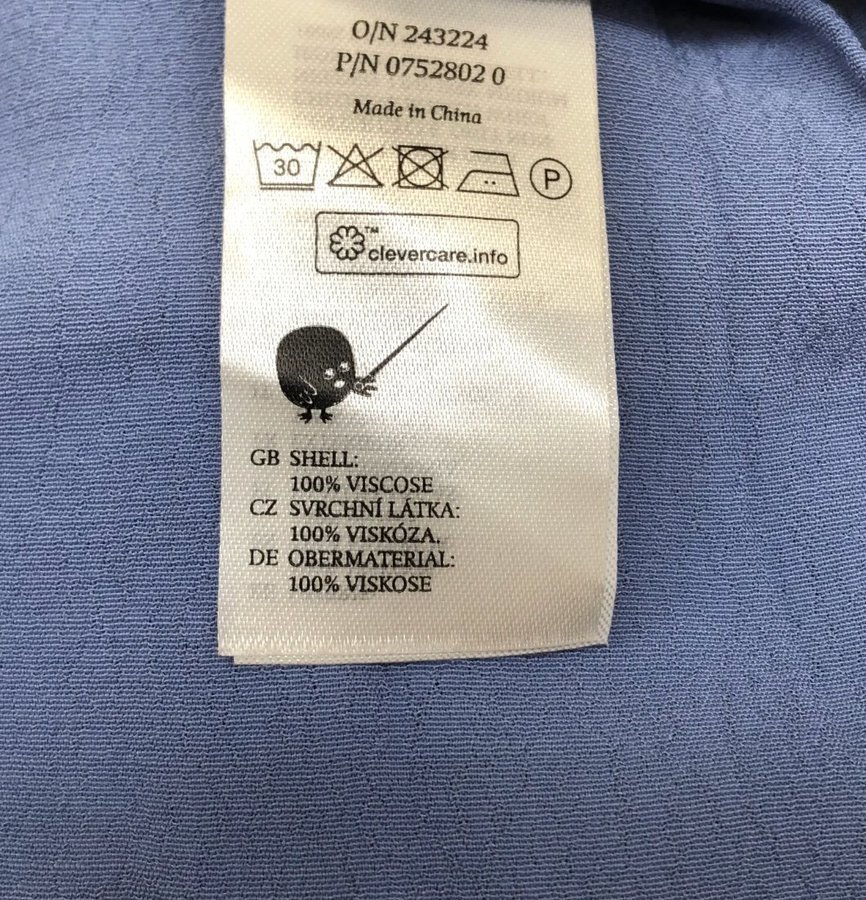 O/N 243224
P/N 0752802 0
Made in China
30 P
™
clevercare.info
GB SHELL:
100% VISCOSE
CZ SVRCHNÍ LÁTKA:
100% VISKÓZA.
DE OBERMATERIAL:
100% VISKOSE